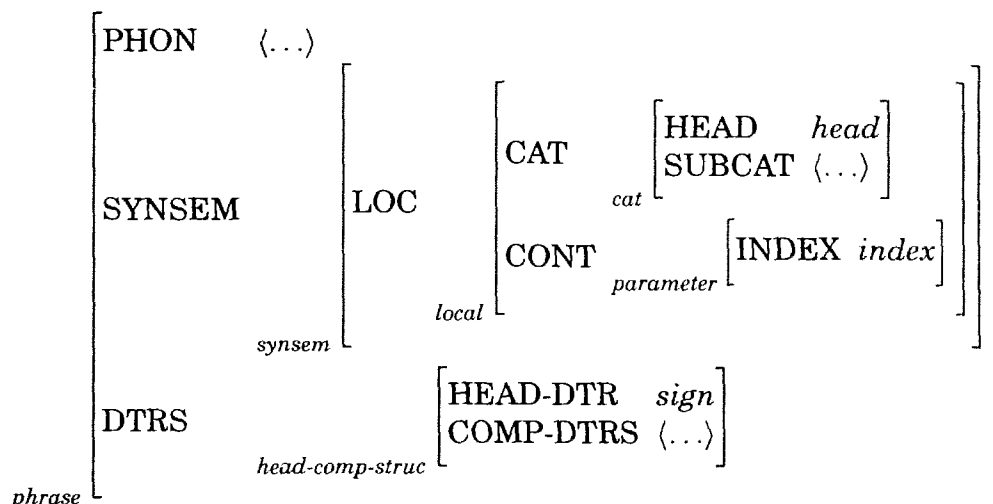 PHON ⟨...⟩
HEAD head
CAT SUBCAT ⟨...⟩
cat
SYNSEM LOC
CONT INDEX index
parameter
local
synsem
HEAD-DTR sign
DTRS COMP-DTRS ⟨...⟩
head-comp-struc
phrase